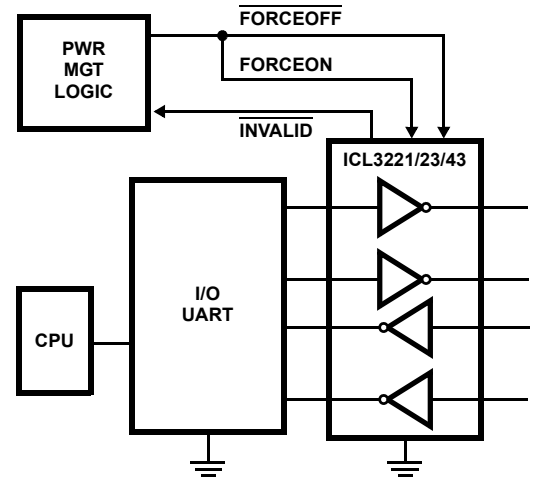 FORCEOFF
PWR
MGT
LOGIC
FORCEON
INVALID
ICL3221/23/43
I/O
UART
CPU